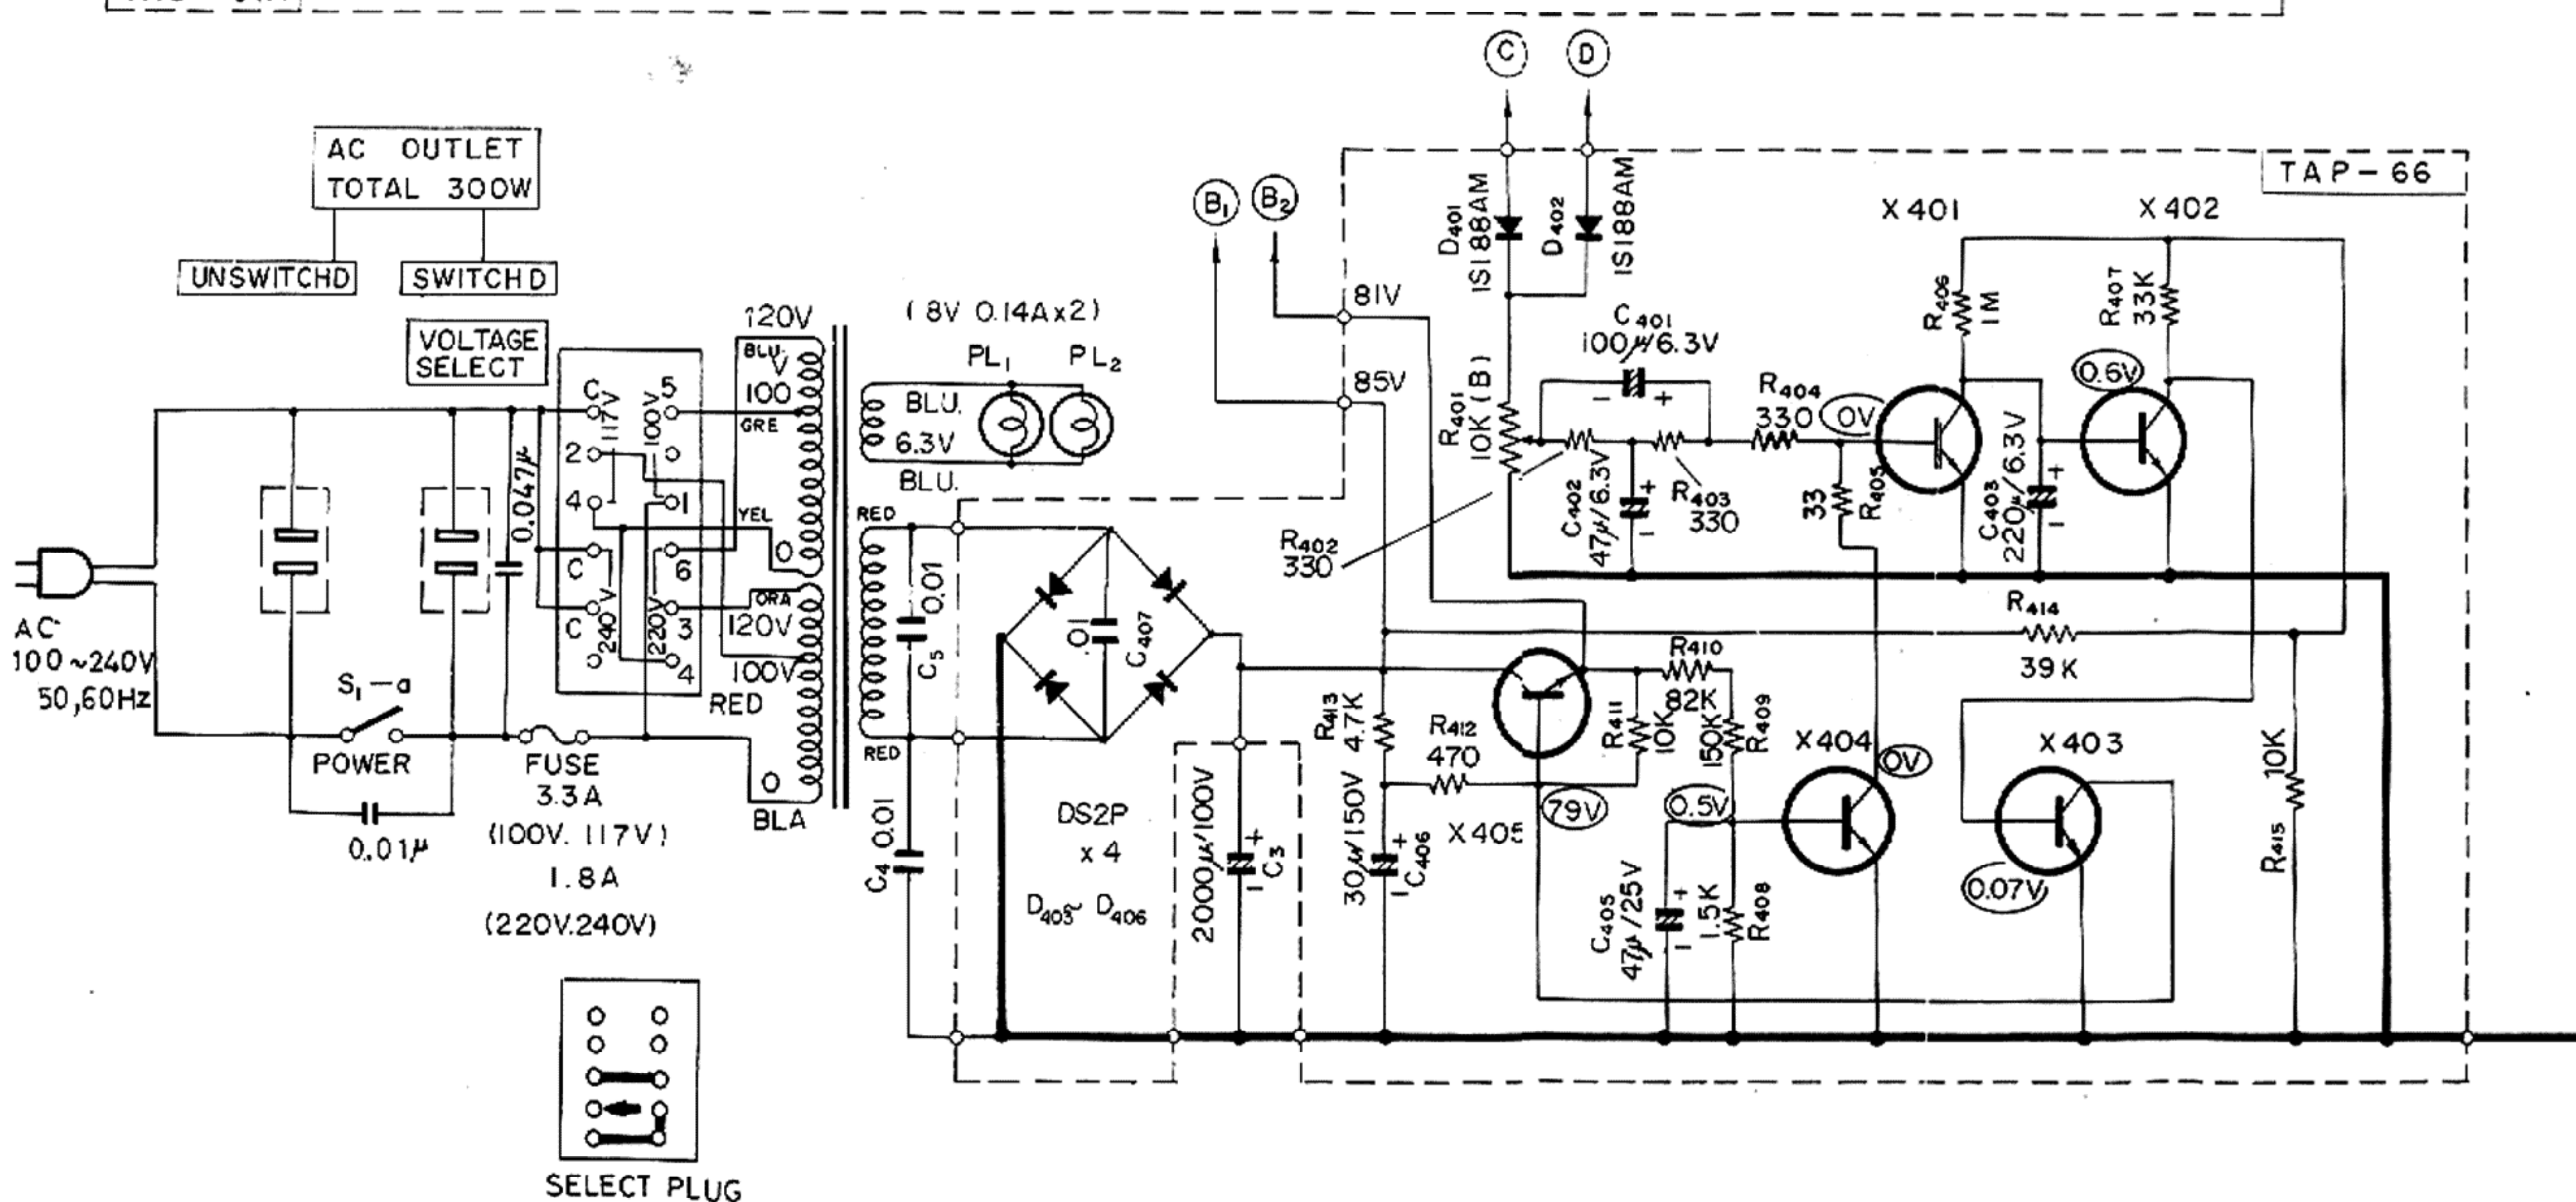 C D
AC OUTLET
TOTAL 300W
UNSWITCHD
SWITCHD
VOLTAGE
SELECT
B1 B2
TAP-66
X401
X402
D401
1S188AM
D402
1S188AM
81V
85V
120V
BLU.
V
100
GRE
YEL
0
ORA
120V
100V
RED
0
BLA
C
5
117V
100V
2
4
1
C
6
240V
220V
C
3
4
(8V 0.14Ax2)
PL1
PL2
BLU.
6.3V
BLU.
RED
RED
0.047µ
AC
100~240V
50,60Hz
S1-a
POWER
FUSE
3.3A
(100V. 117V)
1.8A
(220V.240V)
0.01µ
0.01
C5
C4
0.01
C407
DS2P
x 4
D403~D406
2000µ/100V
+
-
C3
R401
10K (B)
C401
100µ/6.3V
- +
R402
330
C402
47µ/6.3V
+
-
R403
330
R404
330
0V
33
R405
R406
1M
R407
33K
0.6V
C403
220µ/6.3V
+
-
R414
39K
R413
4.7K
R412
470
R411
10K
R410
82K
150K
R409
X405
79V
30µ/150V
+
-
C406
0.5V
X404
0V
C405
47µ/25V
+
-
1.5K
R408
X403
0.07V
10K
R415
SELECT PLUG